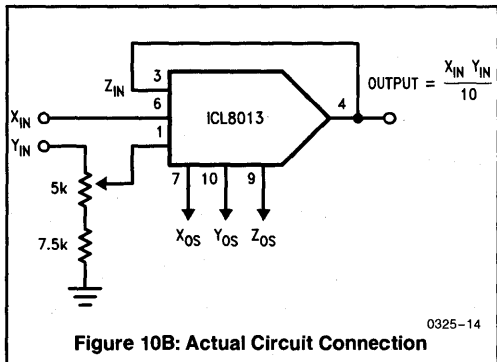 3
Z_IN
6
X_IN
ICL8013
4
OUTPUT = X_IN Y_IN / 10
1
Y_IN
5k
7
10
9
7.5k
X_OS
Y_OS
Z_OS
0325-14
Figure 10B: Actual Circuit Connection